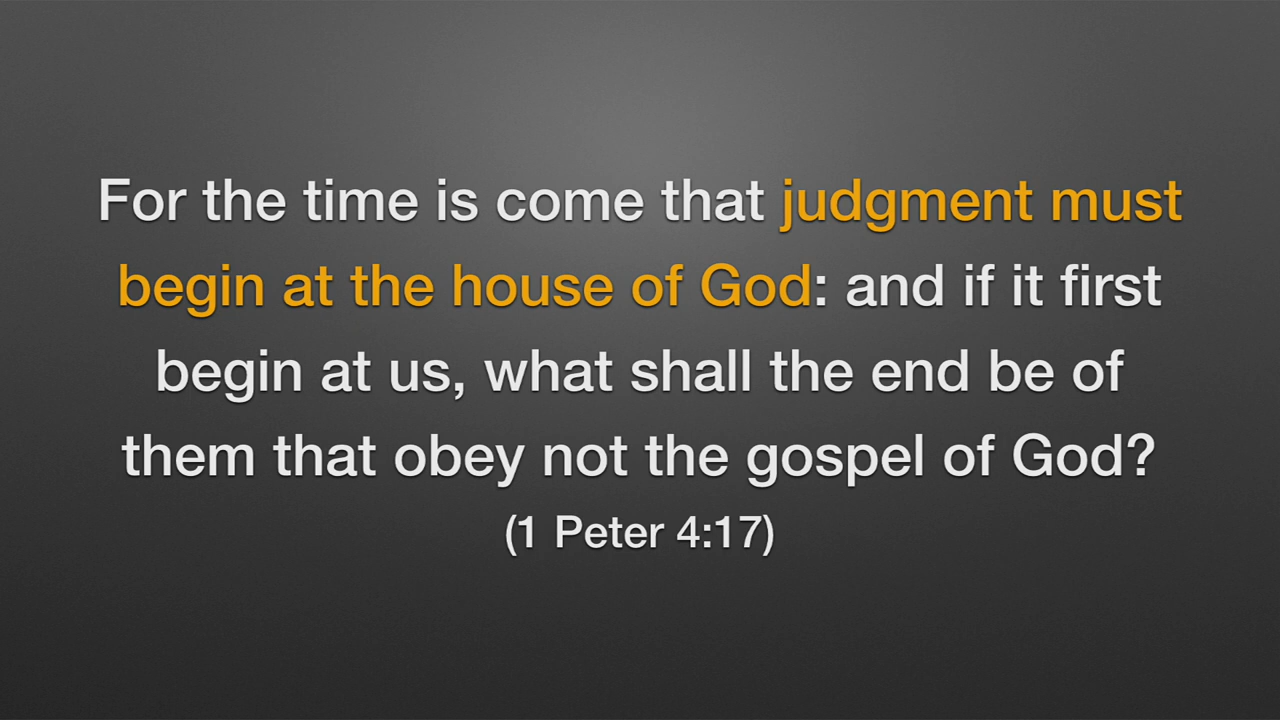 For the time is come that judgment must
begin at the house of God: and if it first
begin at us, what shall the end be of
them that obey not the gospel of God?
(1 Peter 4:17)